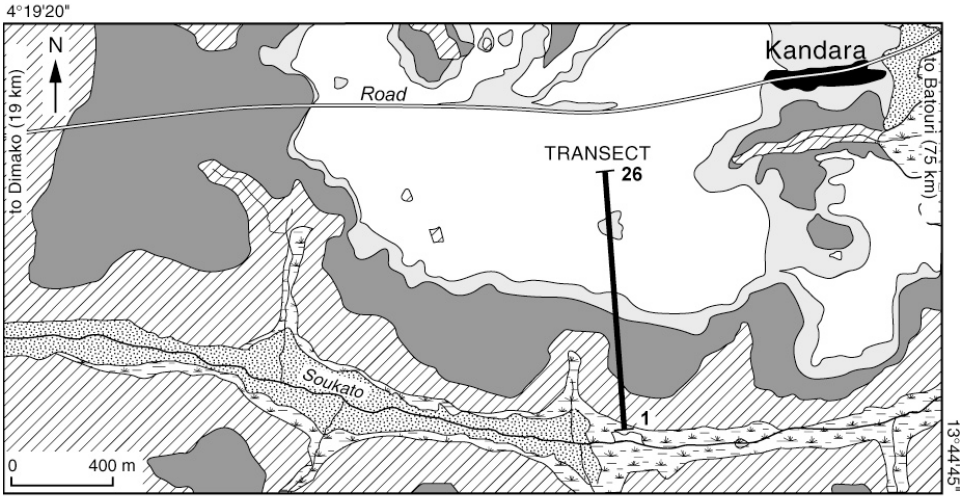 4°19'20"
N
Kandara
Road
to Dimako (19 km)
to Batouri (75 km)
TRANSECT
26
Soukato
1
0 400 m
13°44'45"